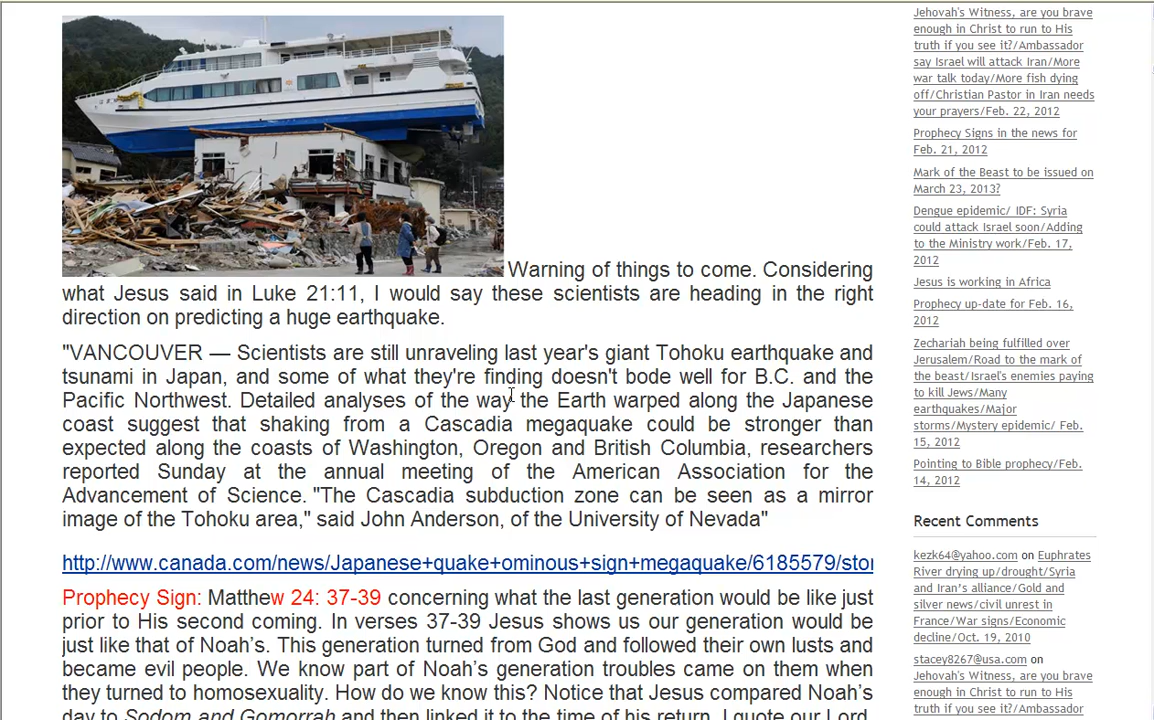 Warning of things to come. Considering
what Jesus said in Luke 21:11, I would say these scientists are heading in the right
direction on predicting a huge earthquake.
"VANCOUVER — Scientists are still unraveling last year's giant Tohoku earthquake and
tsunami in Japan, and some of what they're finding doesn't bode well for B.C. and the
Pacific Northwest. Detailed analyses of the way the Earth warped along the Japanese
coast suggest that shaking from a Cascadia megaquake could be stronger than
expected along the coasts of Washington, Oregon and British Columbia, researchers
reported Sunday at the annual meeting of the American Association for the
Advancement of Science. "The Cascadia subduction zone can be seen as a mirror
image of the Tohoku area," said John Anderson, of the University of Nevada"
http://www.canada.com/news/Japanese+quake+ominous+sign+megaquake/6185579/stor
Prophecy Sign: Matthew 24: 37-39 concerning what the last generation would be like just
prior to His second coming. In verses 37-39 Jesus shows us our generation would be
just like that of Noah's. This generation turned from God and followed their own lusts and
became evil people. We know part of Noah's generation troubles came on them when
they turned to homosexuality. How do we know this? Notice that Jesus compared Noah's
day to Sodom and Gomorrah and then linked it to the time of his return. I quote our Lord
Jehovah's Witness, are you brave
enough in Christ to run to His
truth if you see it?/Ambassador
say Israel will attack Iran/More
war talk today/More fish dying
off/Christian Pastor in Iran needs
your prayers/Feb. 22, 2012
Prophecy Signs in the news for
Feb. 21, 2012
Mark of the Beast to be issued on
March 23, 2013?
Dengue epidemic/ IDF: Syria
could attack Israel soon/Adding
to the Ministry work/Feb. 17,
2012
Jesus is working in Africa
Prophecy up-date for Feb. 16,
2012
Zechariah being fulfilled over
Jerusalem/Road to the mark of
the beast/Israel's enemies paying
to kill Jews/Many
earthquakes/Major
storms/Mystery epidemic/ Feb.
15, 2012
Pointing to Bible prophecy/Feb.
14, 2012
Recent Comments
kezk64@yahoo.com on Euphrates
River drying up/drought/Syria
and Iran's alliance/Gold and
silver news/civil unrest in
France/War signs/Economic
decline/Oct. 19, 2010
stacey8267@usa.com on
Jehovah's Witness, are you brave
enough in Christ to run to His
truth if you see it?/Ambassador